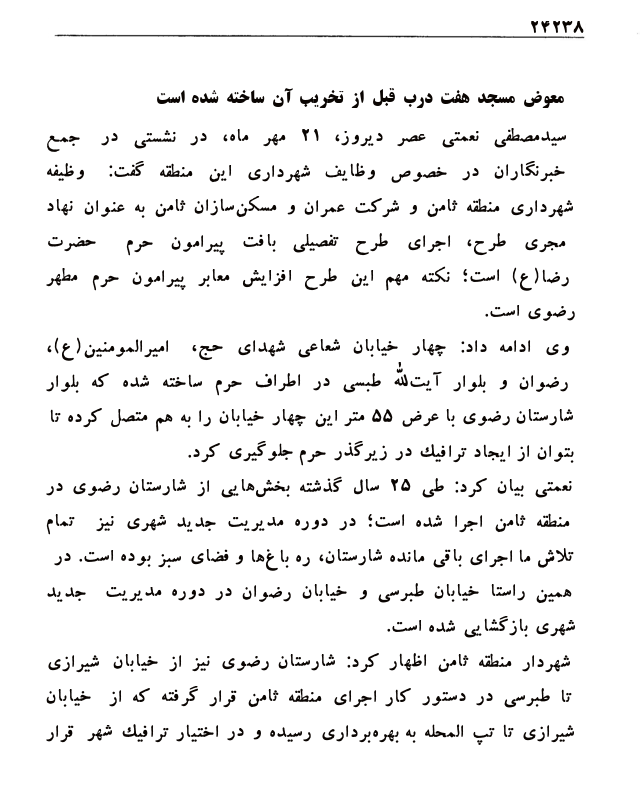 ۲۴۲۳۸
معوض مسجد هفت درب قبل از تخریب آن ساخته شده است
سیدمصطفی نعمتی عصر دیروز، ۲۱ مهر ماه، در نشستی در جمع
خبرنگاران در خصوص وظایف شهرداری این منطقه گفت: وظیفه
شهرداری منطقه ثامن و شرکت عمران و مسکن‌سازان ثامن به عنوان نهاد
مجری طرح، اجرای طرح تفصیلی بافت پیرامون حرم حضرت
رضا(ع) است؛ نکته مهم این طرح افزایش معابر پیرامون حرم مطهر
رضوی است.
وی ادامه داد: چهار خیابان شعاعی شهدای حج، امیرالمومنین(ع)،
رضوان و بلوار آیت‌الله طبسی در اطراف حرم ساخته شده که بلوار
شارستان رضوی با عرض ۵۵ متر این چهار خیابان را به هم متصل کرده تا
بتوان از ایجاد ترافیك در زیرگذر حرم جلوگیری کرد.
نعمتی بیان کرد: طی ۲۵ سال گذشته بخش‌هایی از شارستان رضوی در
منطقه ثامن اجرا شده است؛ در دوره مدیریت جدید شهری نیز تمام
تلاش ما اجرای باقی مانده شارستان، ره باغ‌ها و فضای سبز بوده است. در
همین راستا خیابان طبرسی و خیابان رضوان در دوره مدیریت جدید
شهری بازگشایی شده است.
شهردار منطقه ثامن اظهار کرد: شارستان رضوی نیز از خیابان شیرازی
تا طبرسی در دستور کار اجرای منطقه ثامن قرار گرفته که از خیابان
شیرازی تا تپ المحله به بهره‌برداری رسیده و در اختیار ترافیك شهر قرار